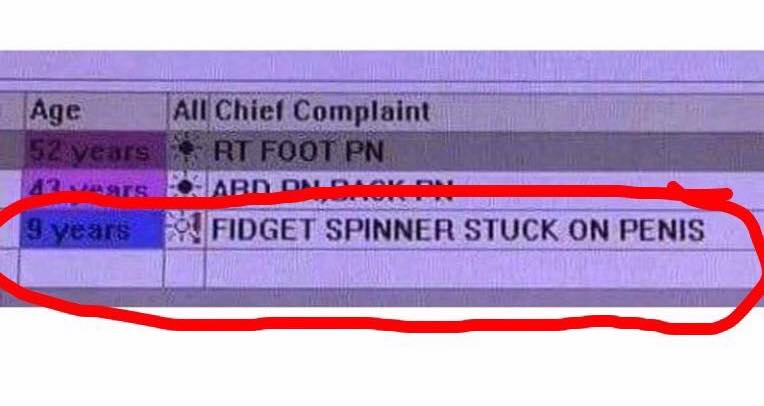 Age All Chief Complaint
52 years RT FOOT PN
43 years ABD PN,BACK PN
9 years FIDGET SPINNER STUCK ON PENIS